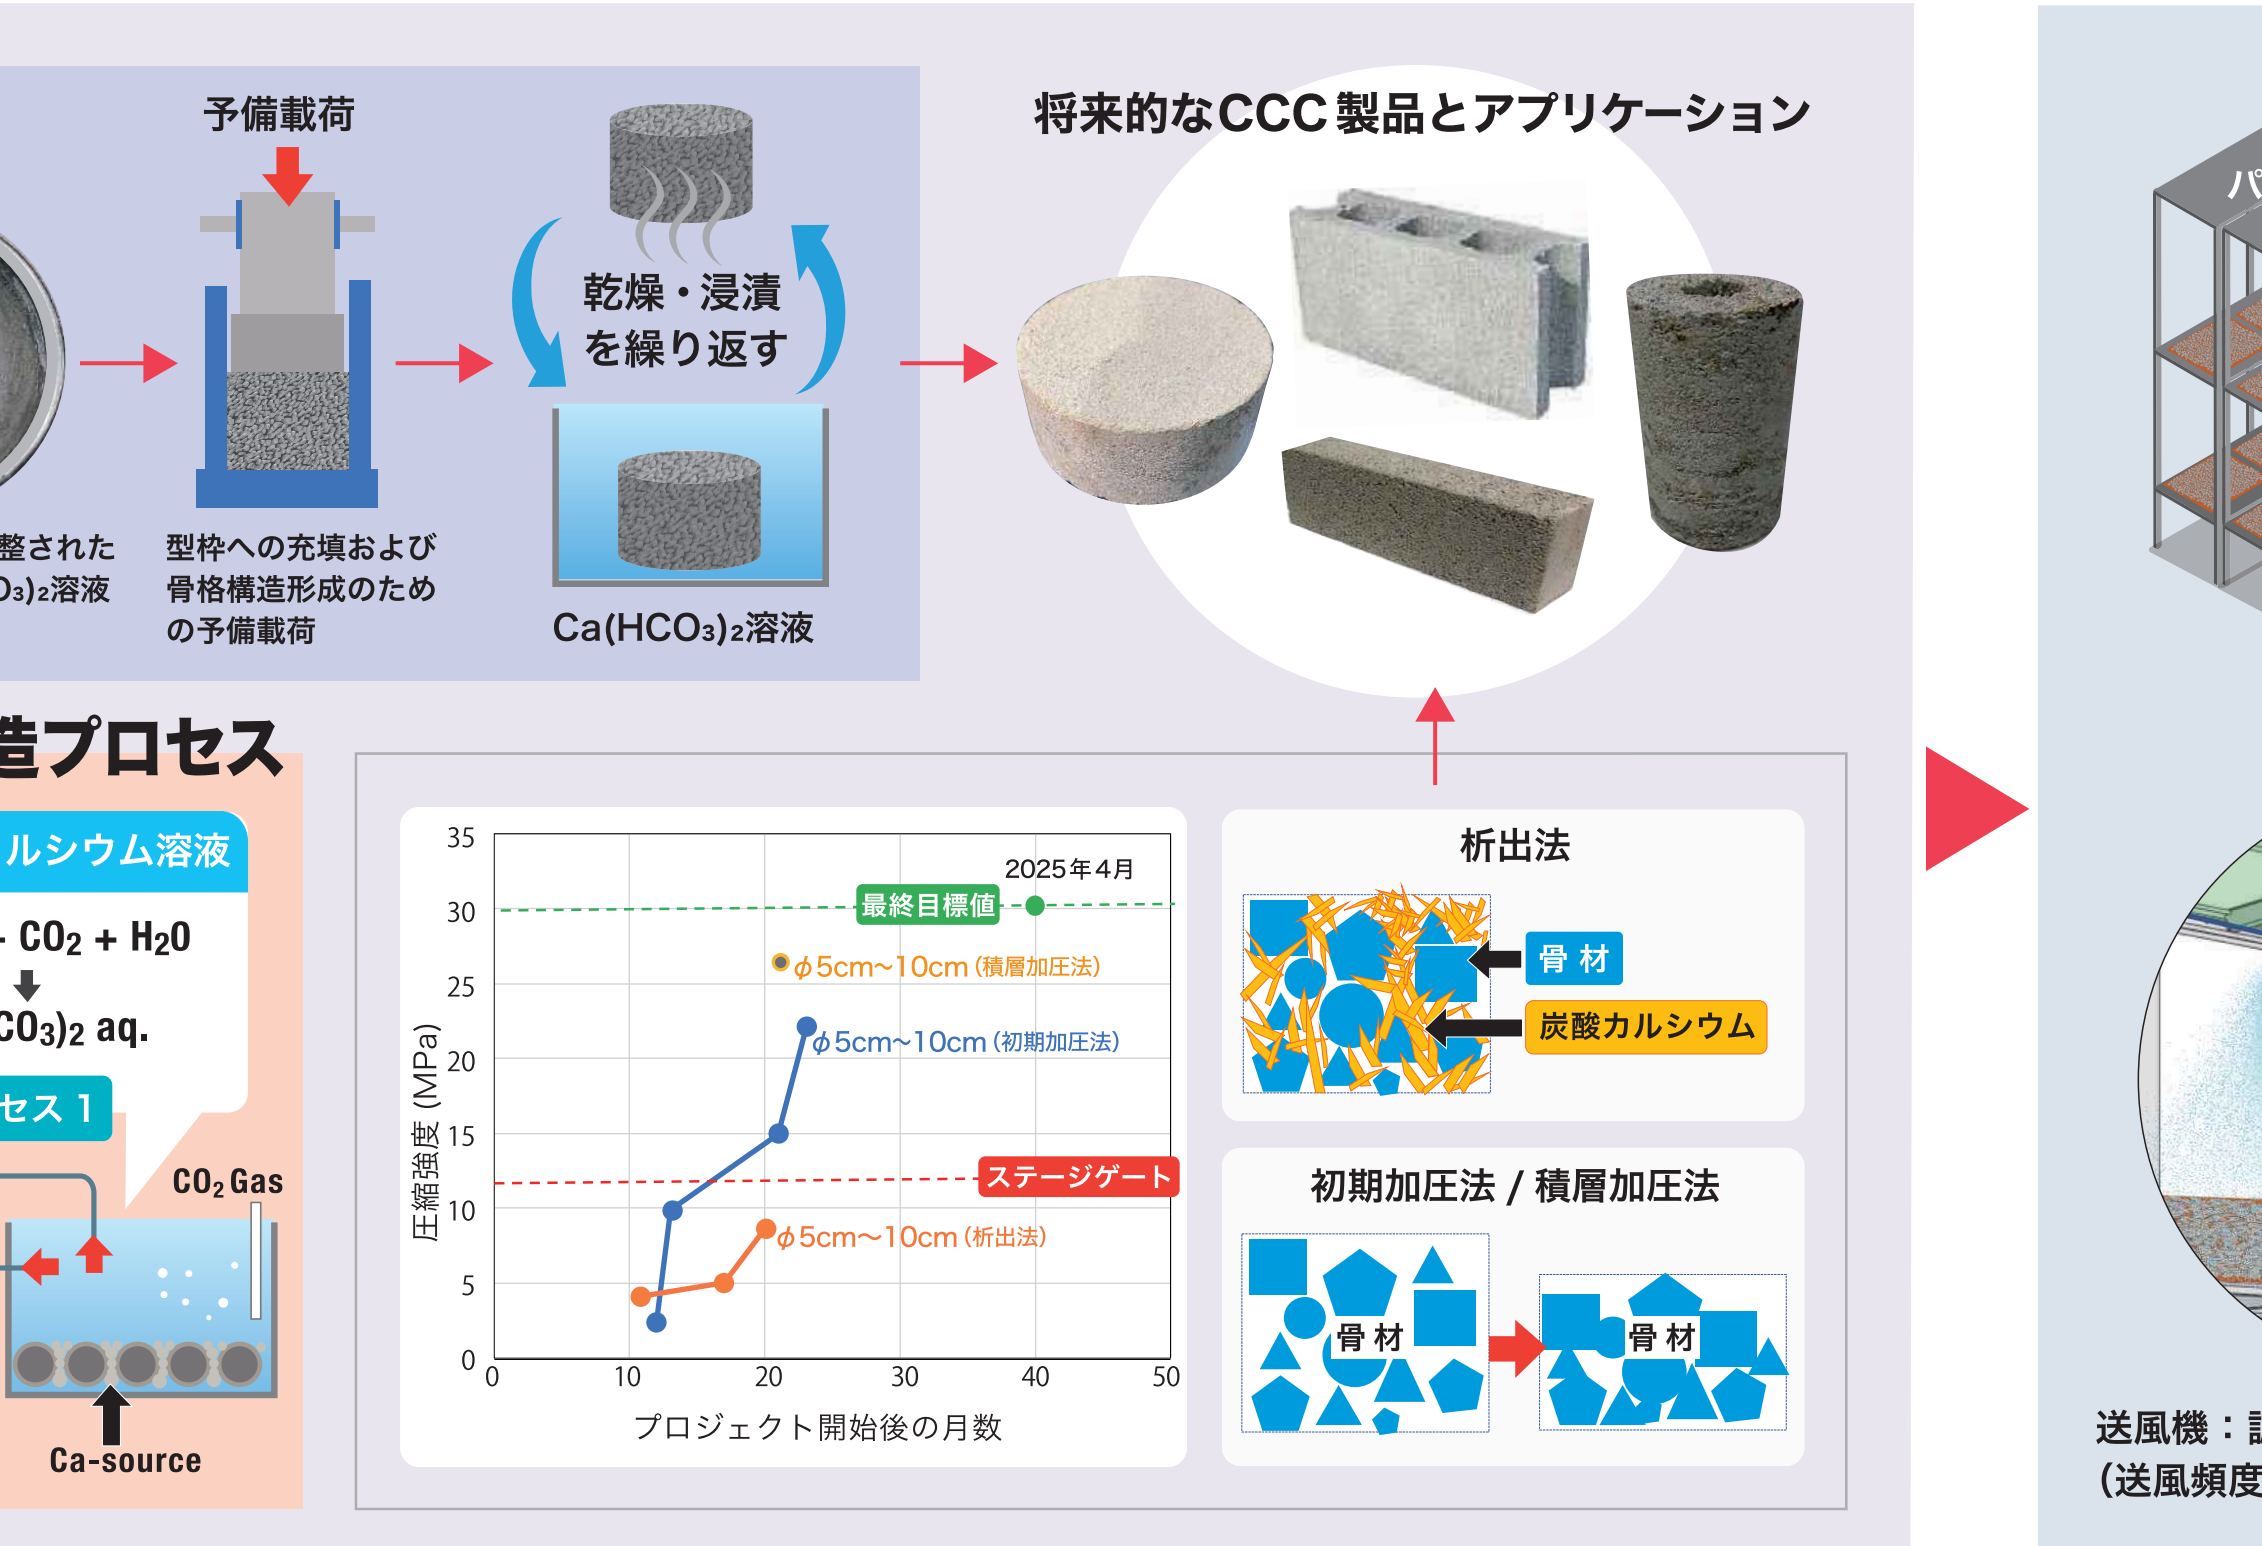 予備載荷
乾燥・浸漬
を繰り返す
整された
O₃)₂溶液
型枠への充填および
骨格構造形成のため
の予備載荷
Ca(HCO₃)₂溶液
将来的なCCC製品とアプリケーション
パ
造プロセス
ルシウム溶液
CO₂ + H₂O
CO₃)₂ aq.
セス 1
CO₂ Gas
Ca-source
35
30
25
20
15
10
5
0
0
10
20
30
40
50
圧縮強度 (MPa)
プロジェクト開始後の月数
2025年4月
最終目標値
φ5cm~10cm(積層加圧法)
φ5cm~10cm(初期加圧法)
ステージゲート
φ5cm~10cm(析出法)
析出法
骨 材
炭酸カルシウム
初期加圧法 / 積層加圧法
骨 材
骨 材
送風機:
(送風頻度